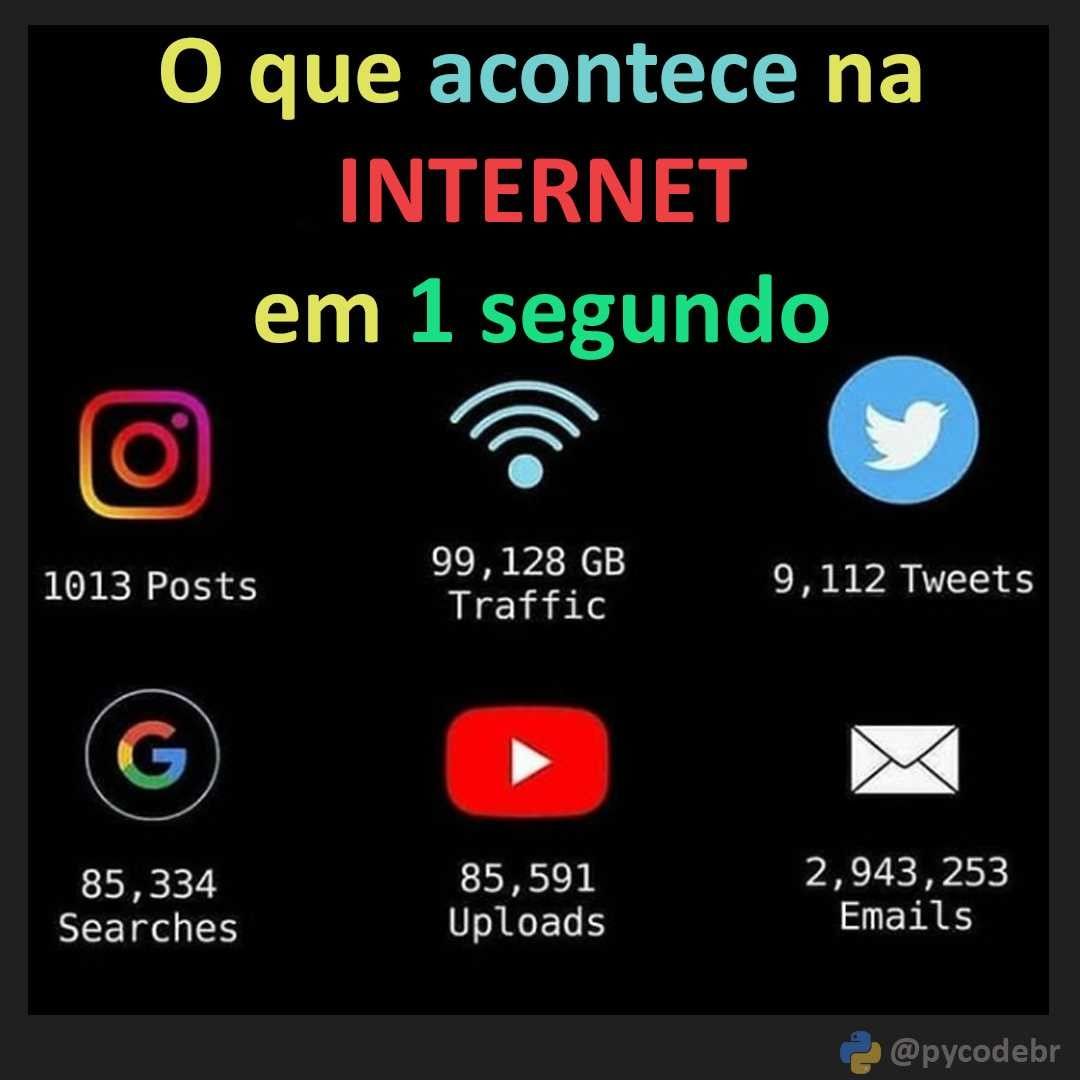 O que acontece na
INTERNET
em 1 segundo
1013 Posts
99,128 GB
Traffic
9,112 Tweets
85,334
Searches
85,591
Uploads
2,943,253
Emails
@pycodebr